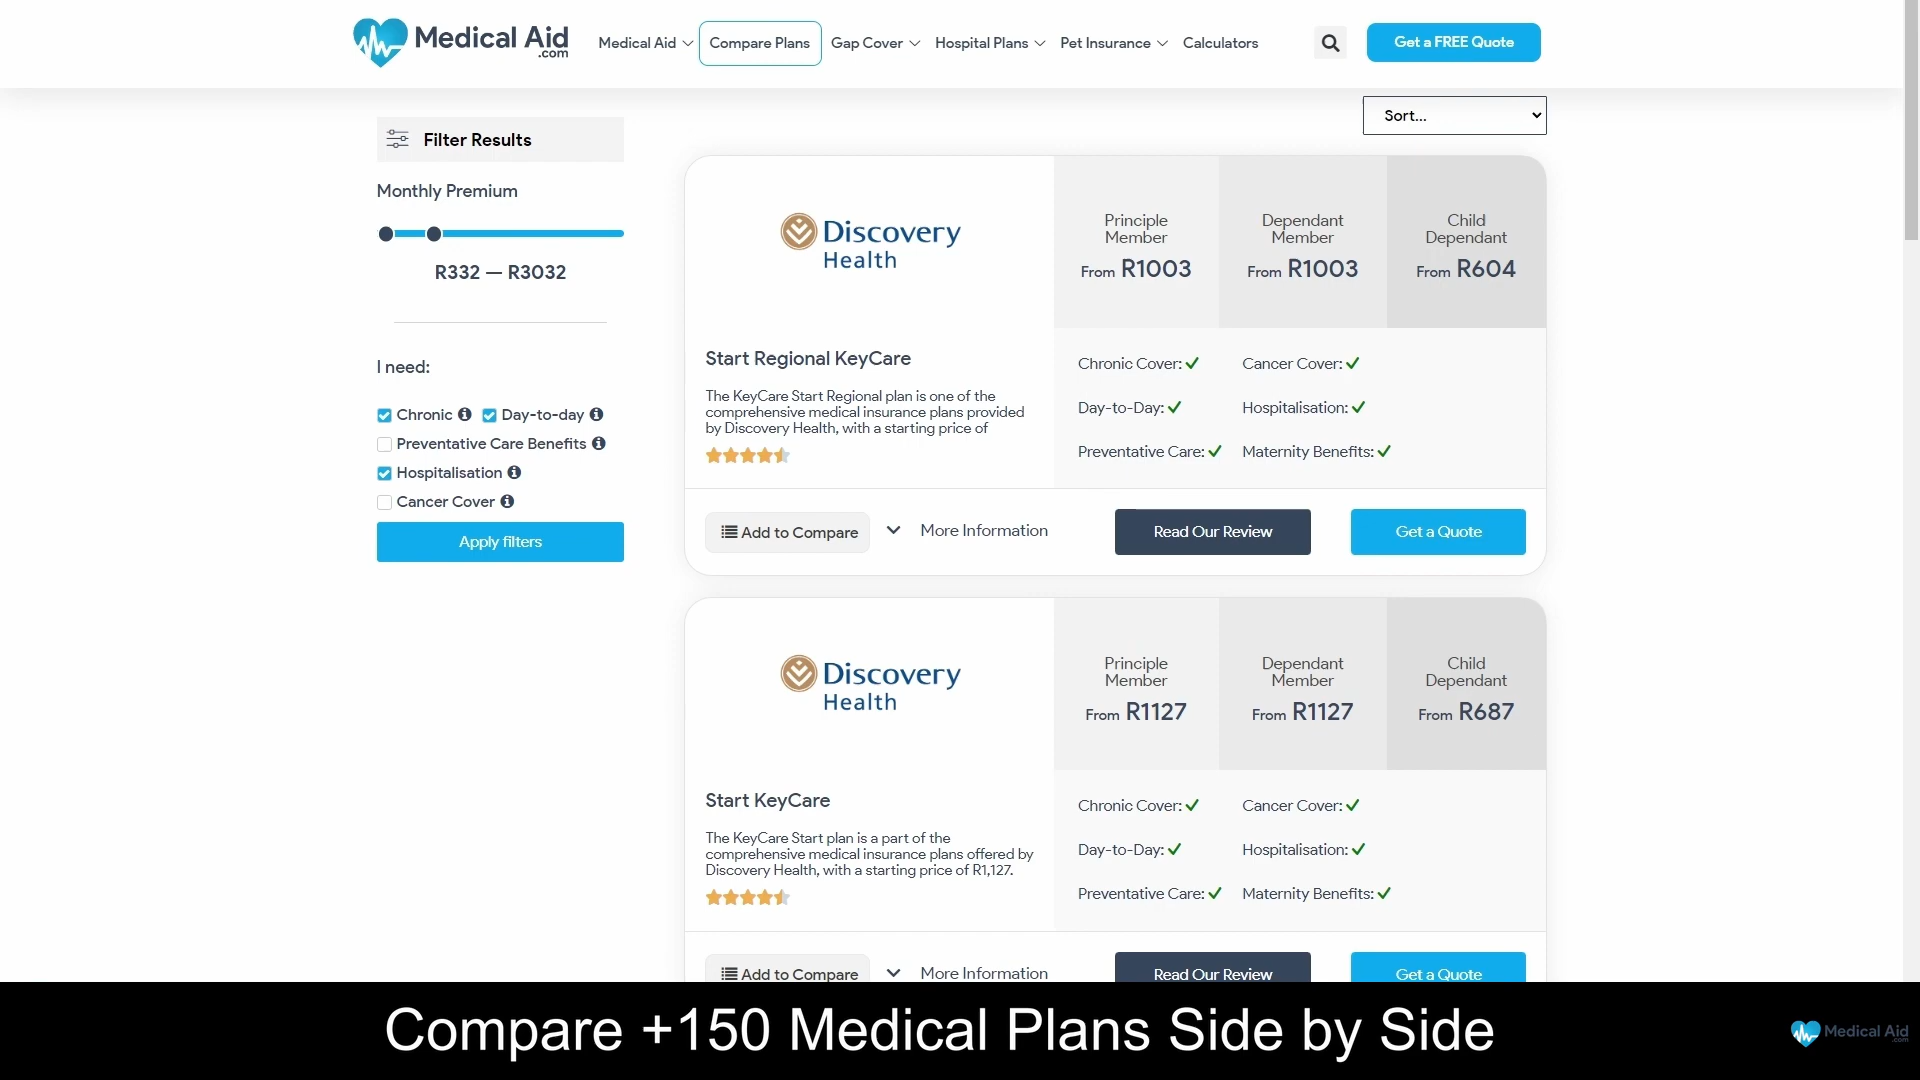 Medical Aid
.com
Medical Aid
Compare Plans
Gap Cover
Hospital Plans
Pet Insurance
Calculators
Get a FREE Quote
Sort...
Filter Results
Monthly Premium
R332 — R3032
I need:
Chronic
Day-to-day
Preventative Care Benefits
Hospitalisation
Cancer Cover
Apply filters
Discovery
Health
Principle
Member
From R1003
Dependant
Member
From R1003
Child
Dependant
From R604
Start Regional KeyCare
The KeyCare Start Regional plan is one of the
comprehensive medical insurance plans provided
by Discovery Health, with a starting price of
Chronic Cover:
Cancer Cover:
Day-to-Day:
Hospitalisation:
Preventative Care:
Maternity Benefits:
Add to Compare
More Information
Read Our Review
Get a Quote
Discovery
Health
Principle
Member
From R1127
Dependant
Member
From R1127
Child
Dependant
From R687
Start KeyCare
The KeyCare Start plan is a part of the
comprehensive medical insurance plans offered by
Discovery Health, with a starting price of R1,127.
Chronic Cover:
Cancer Cover:
Day-to-Day:
Hospitalisation:
Preventative Care:
Maternity Benefits:
Add to Compare
More Information
Read Our Review
Get a Quote
Compare +150 Medical Plans Side by Side
Medical Aid
.com